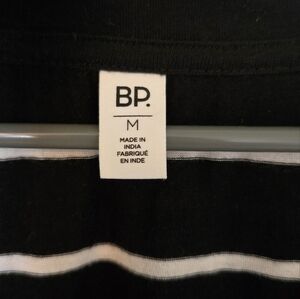 BP.
M
MADE IN
INDIA
FABRIQUÉ
EN INDE